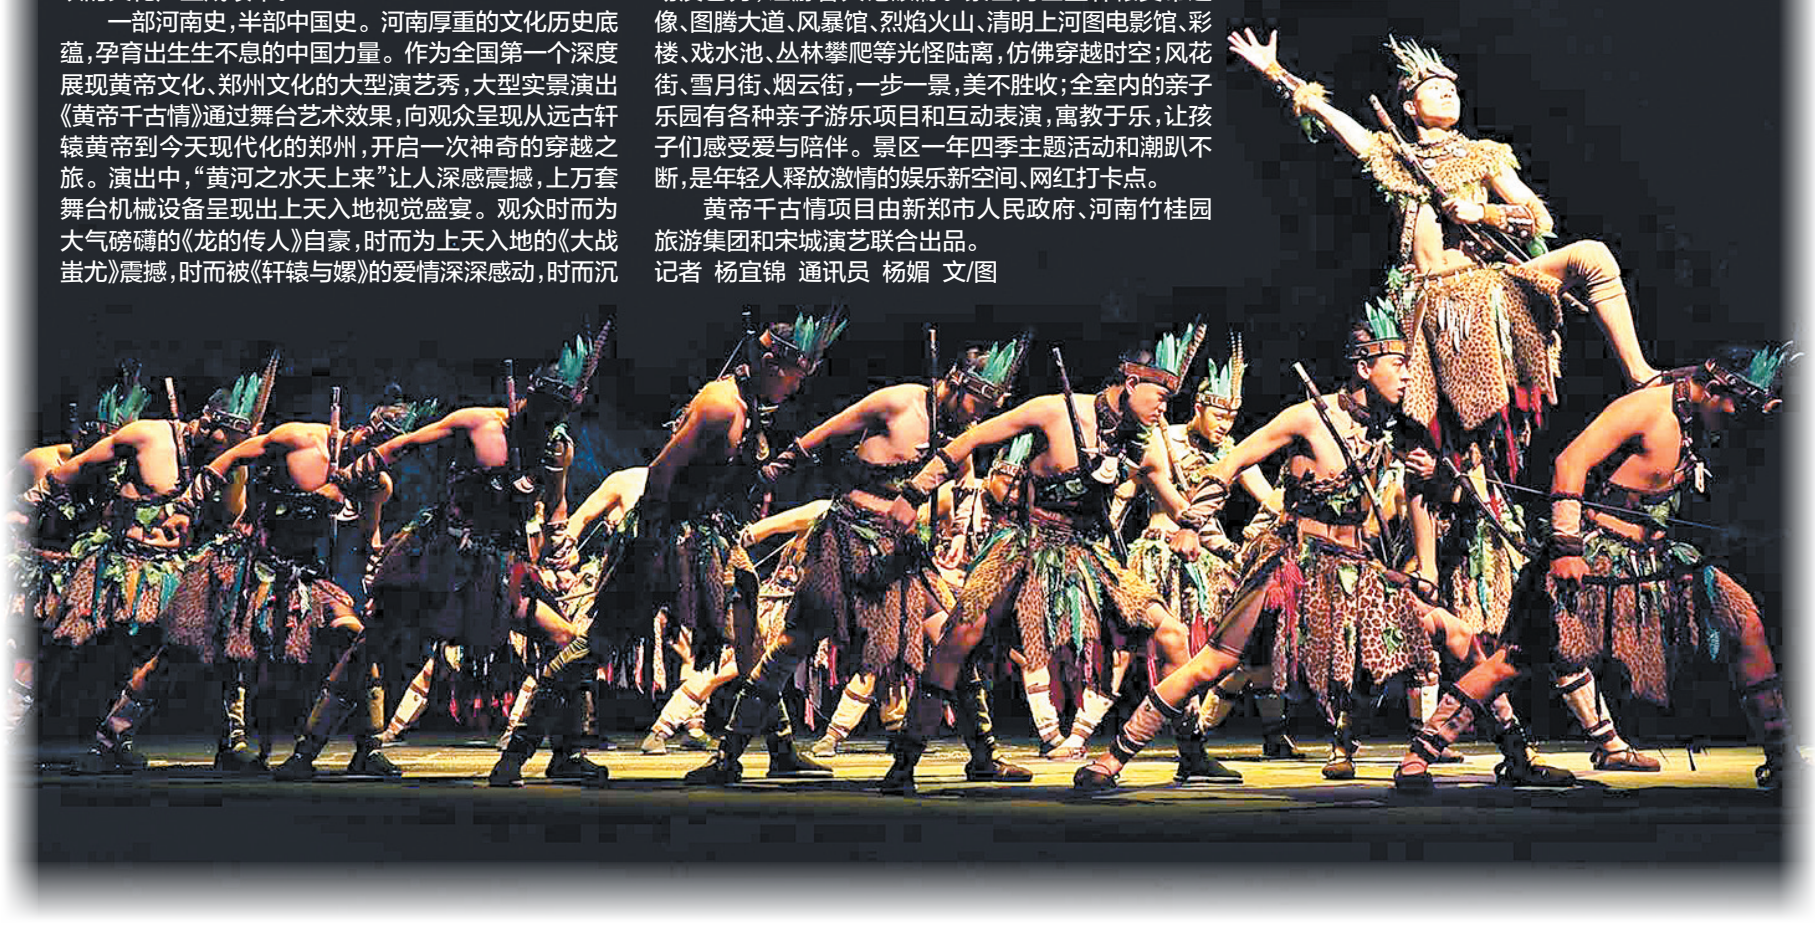 一部河南史,半部中国史。河南厚重的文化历史底
蕴,孕育出生生不息的中国力量。作为全国第一个深度
展现黄帝文化、郑州文化的大型演艺秀,大型实景演出
《黄帝千古情》通过舞台艺术效果,向观众呈现从远古轩
辕黄帝到今天现代化的郑州,开启一次神奇的穿越之
旅。演出中,“黄河之水天上来”让人深感震撼,上万套
舞台机械设备呈现出上天入地视觉盛宴。观众时而为
大气磅礴的《龙的传人》自豪,时而为上天入地的《大战
蚩尤》震撼,时而被《轩辕与嫘》的爱情深深感动,时而沉
像、图腾大道、风暴馆、烈焰火山、清明上河图电影馆、彩
楼、戏水池、丛林攀爬等光怪陆离,仿佛穿越时空;风花
街、雪月街、烟云街,一步一景,美不胜收;全室内的亲子
乐园有各种亲子游乐项目和互动表演,寓教于乐,让孩
子们感受爱与陪伴。景区一年四季主题活动和潮趴不
断,是年轻人释放激情的娱乐新空间、网红打卡点。
黄帝千古情项目由新郑市人民政府、河南竹桂园
旅游集团和宋城演艺联合出品。
记者 杨宜锦 通讯员 杨媚 文/图